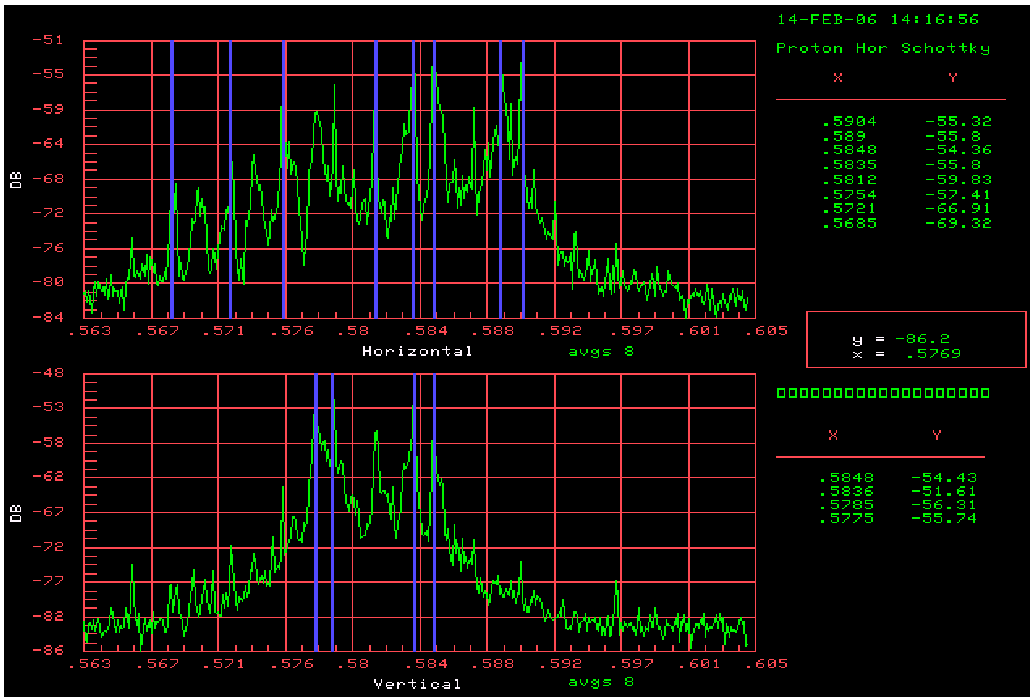 14-FEB-06 14:16:56
Proton Hor Schottky
X Y
.5904 -55.32
.589 -55.8
.5848 -54.36
.5835 -55.8
.5812 -59.83
.5754 -57.41
.5721 -66.91
.5685 -69.32
DB
-51
-55
-59
-64
-68
-72
-76
-80
-84
.563 .567 .571 .576 .58 .584 .588 .592 .597 .601 .605
Horizontal avgs 8
y = -86.2
x = .5769
X Y
.5848 -54.43
.5836 -51.61
.5785 -56.31
.5775 -55.74
DB
-48
-53
-58
-62
-67
-72
-77
-82
-86
.563 .567 .571 .576 .58 .584 .588 .592 .597 .601 .605
Vertical avgs 8